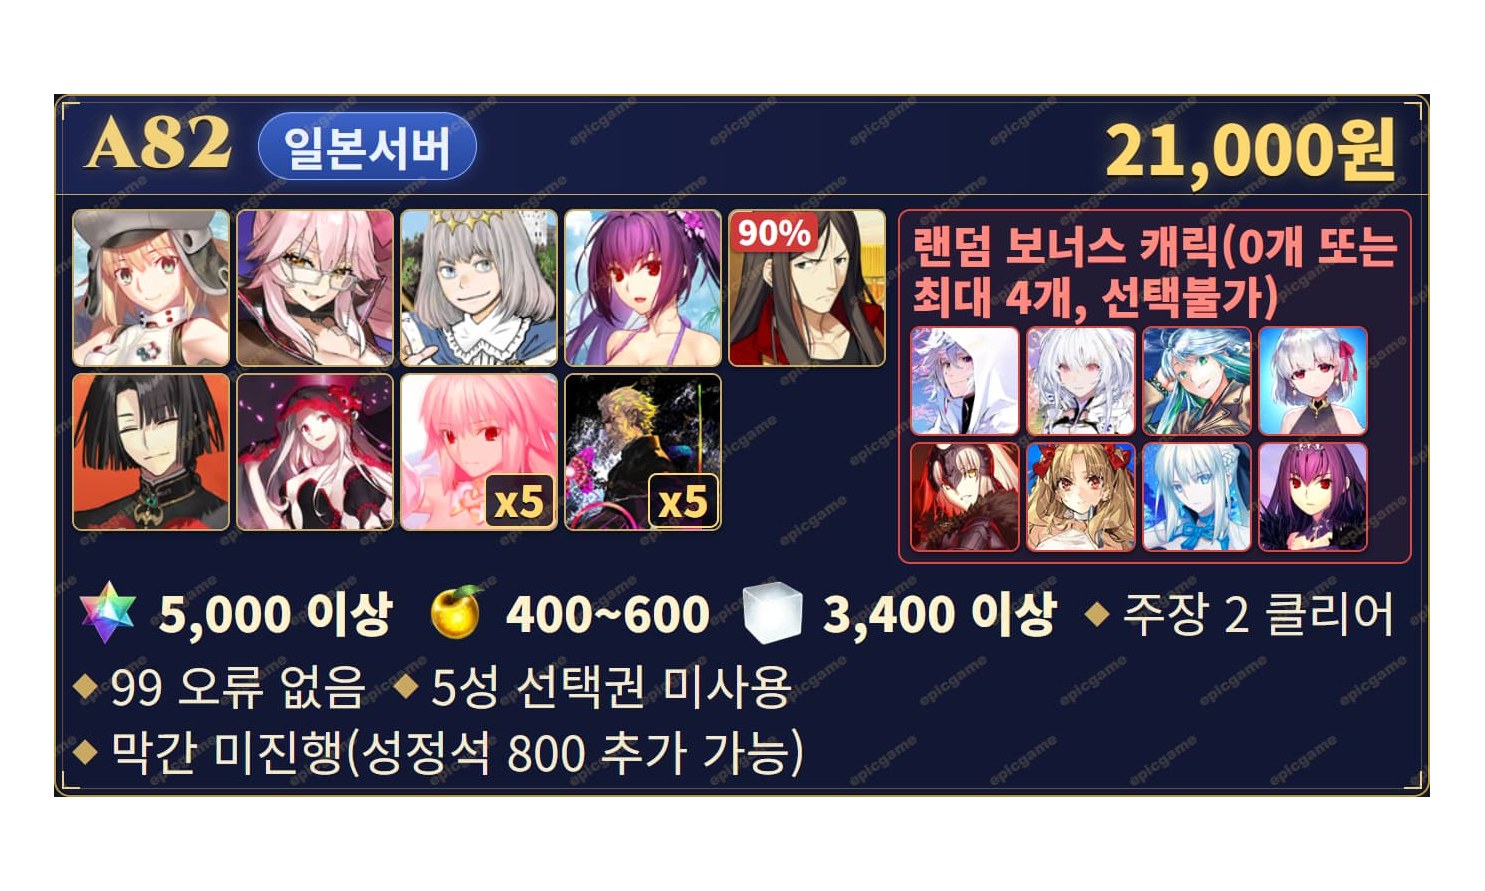 A82 일본서버 21,000원
90%
랜덤 보너스 캐릭(0개 또는
최대 4개, 선택불가)
x5 x5
5,000 이상 400~600 3,400 이상 ◆ 주장 2 클리어
◆ 99 오류 없음 ◆ 5성 선택권 미사용
◆ 막간 미진행(성정석 800 추가 가능)
epicgame